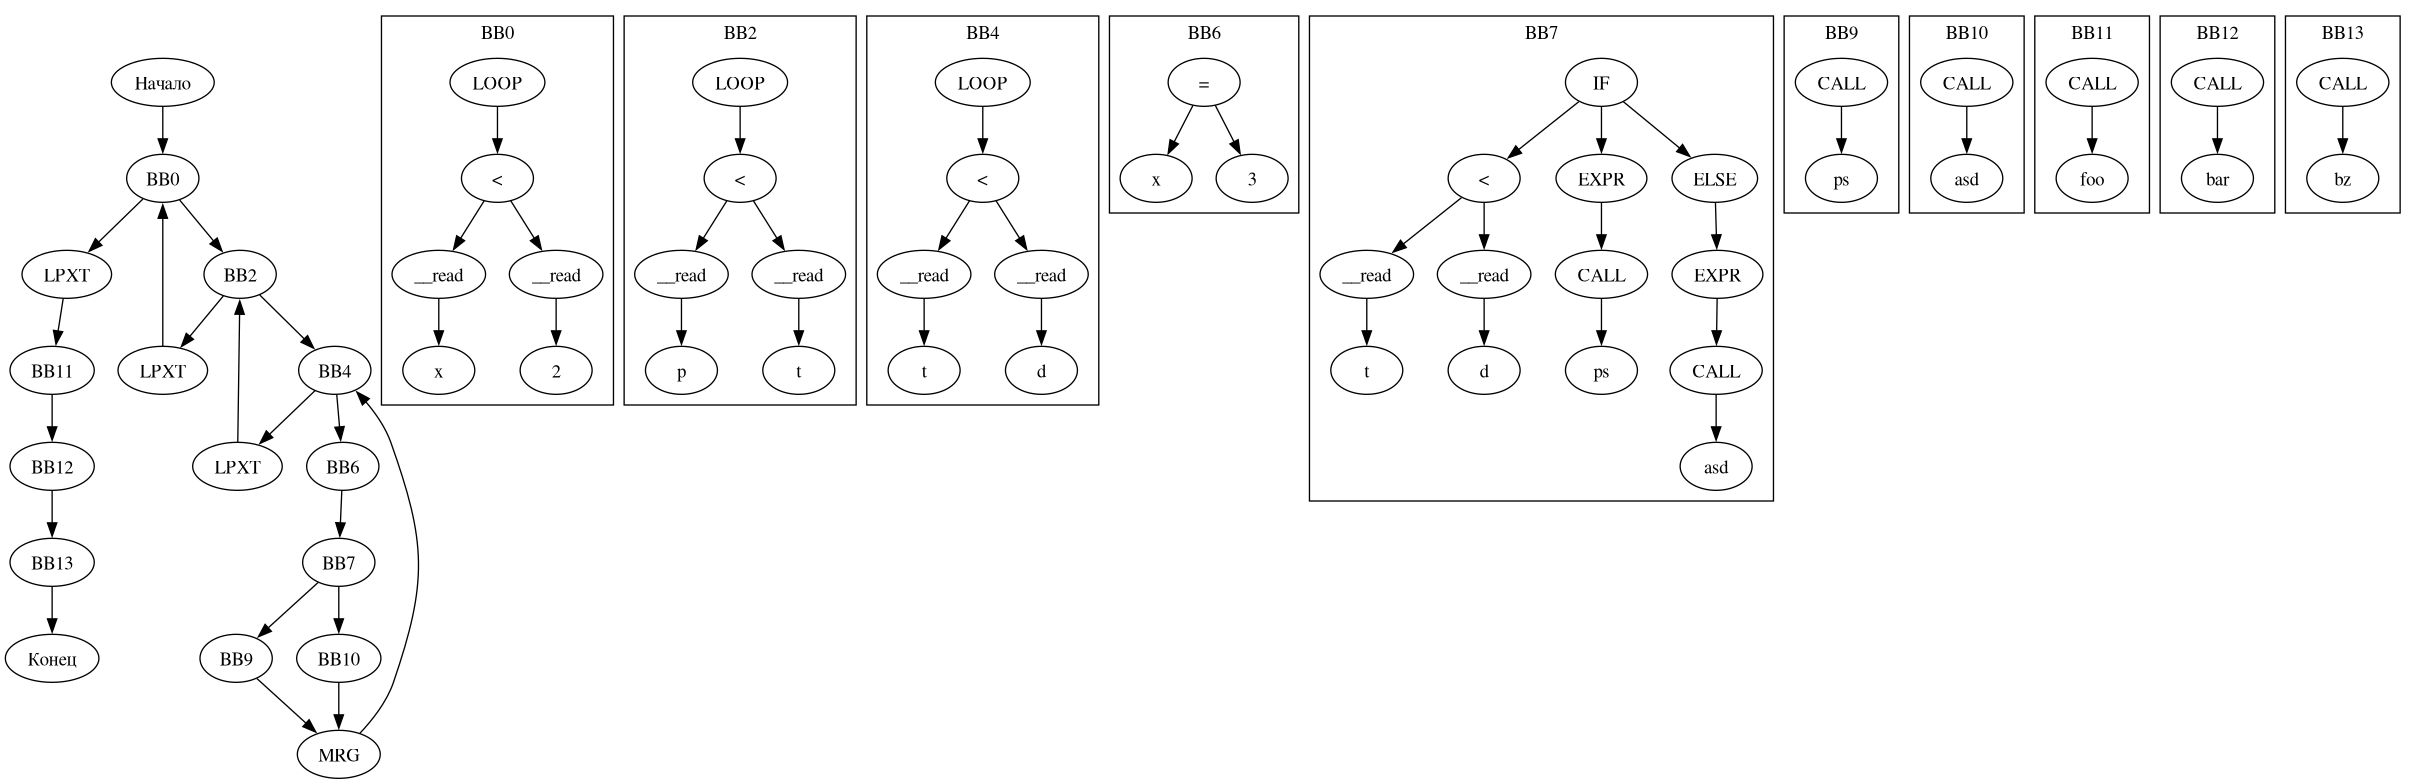 BB0
BB2
BB4
BB6
BB7
BB9
BB10
BB11
BB12
BB13
Начало
LOOP
LOOP
LOOP
=
IF
CALL
CALL
CALL
CALL
CALL
BB0
<
<
<
x
3
<
EXPR
ELSE
ps
asd
foo
bar
bz
LPXT
BB2
__read
__read
__read
__read
__read
__read
__read
__read
CALL
EXPR
BB11
LPXT
BB4
x
2
p
t
t
d
t
d
ps
CALL
BB12
LPXT
BB6
asd
BB13
BB7
Конец
BB9
BB10
MRG